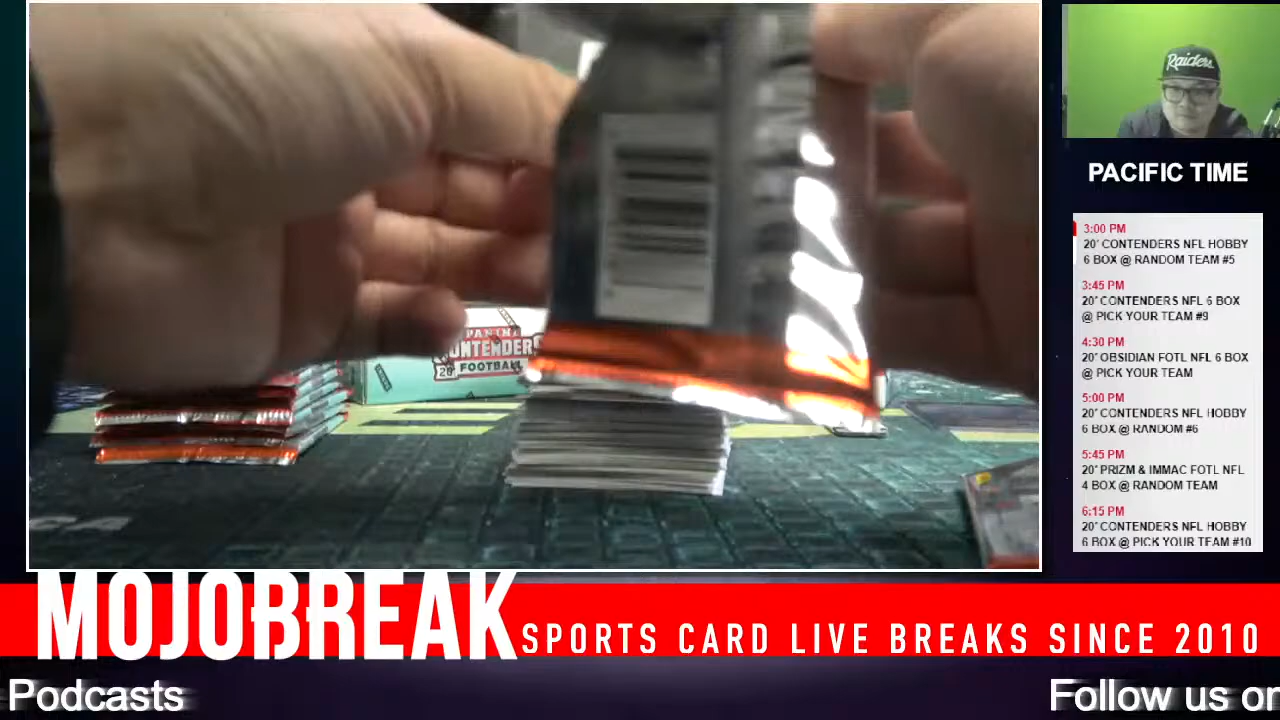 PANINI
CONTENDERS
20 FOOTBALL
CA
Raiders
PACIFIC TIME
3:00 PM
20' CONTENDERS NFL HOBBY
6 BOX @ RANDOM TEAM #5
3:45 PM
20' CONTENDERS NFL 6 BOX
@ PICK YOUR TEAM #9
4:30 PM
20' OBSIDIAN FOTL NFL 6 BOX
@ PICK YOUR TEAM
5:00 PM
20' CONTENDERS NFL HOBBY
6 BOX @ RANDOM #6
5:45 PM
20' PRIZM & IMMAC FOTL NFL
4 BOX @ RANDOM TEAM
6:15 PM
20' CONTENDERS NFL HOBBY
6 BOX @ PICK YOUR TEAM #10
MOJOBREAK
SPORTS CARD LIVE BREAKS SINCE 2010
Podcasts
Follow us or